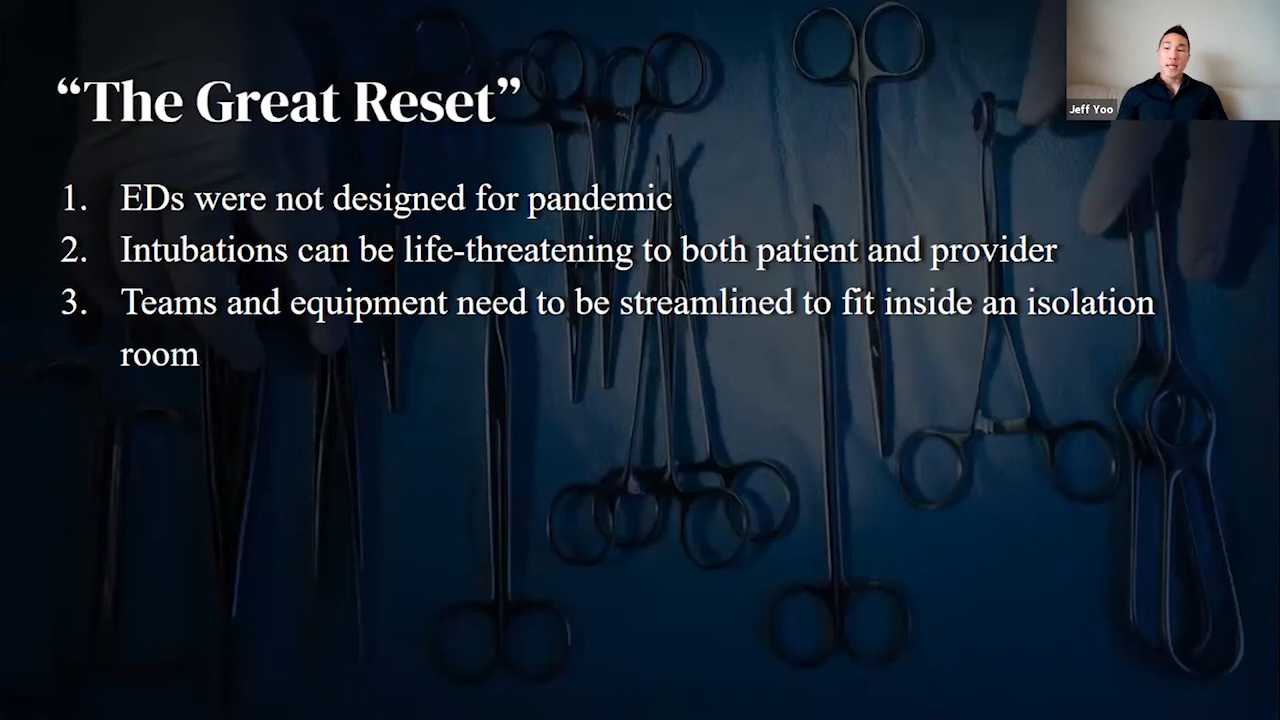 “The Great Reset”
Jeff Yoo
1. EDs were not designed for pandemic
2. Intubations can be life-threatening to both patient and provider
3. Teams and equipment need to be streamlined to fit inside an isolation
room